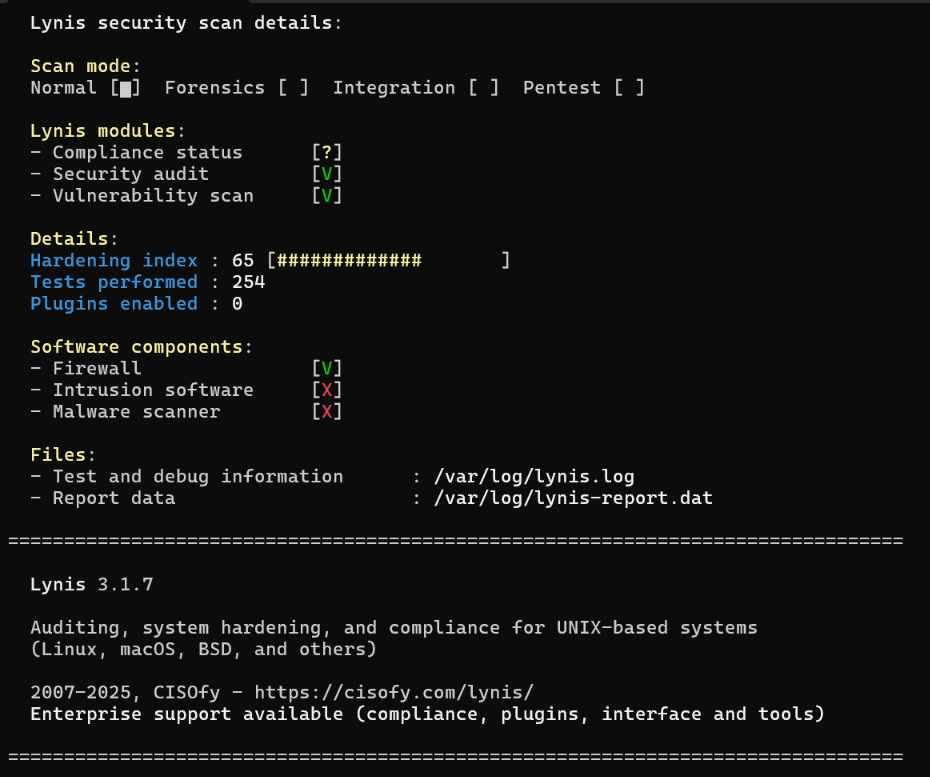 Lynis security scan details:
Scan mode:
Normal [■]  Forensics [ ]  Integration [ ]  Pentest [ ]
Lynis modules:
- Compliance status      [?]
- Security audit         [V]
- Vulnerability scan     [V]
Details:
Hardening index : 65 [#############       ]
Tests performed : 254
Plugins enabled : 0
Software components:
- Firewall               [V]
- Intrusion software     [X]
- Malware scanner        [X]
Files:
- Test and debug information      : /var/log/lynis.log
- Report data                     : /var/log/lynis-report.dat
================================================================================
Lynis 3.1.7
Auditing, system hardening, and compliance for UNIX-based systems
(Linux, macOS, BSD, and others)
2007-2025, CISOfy - https://cisofy.com/lynis/
Enterprise support available (compliance, plugins, interface and tools)
================================================================================